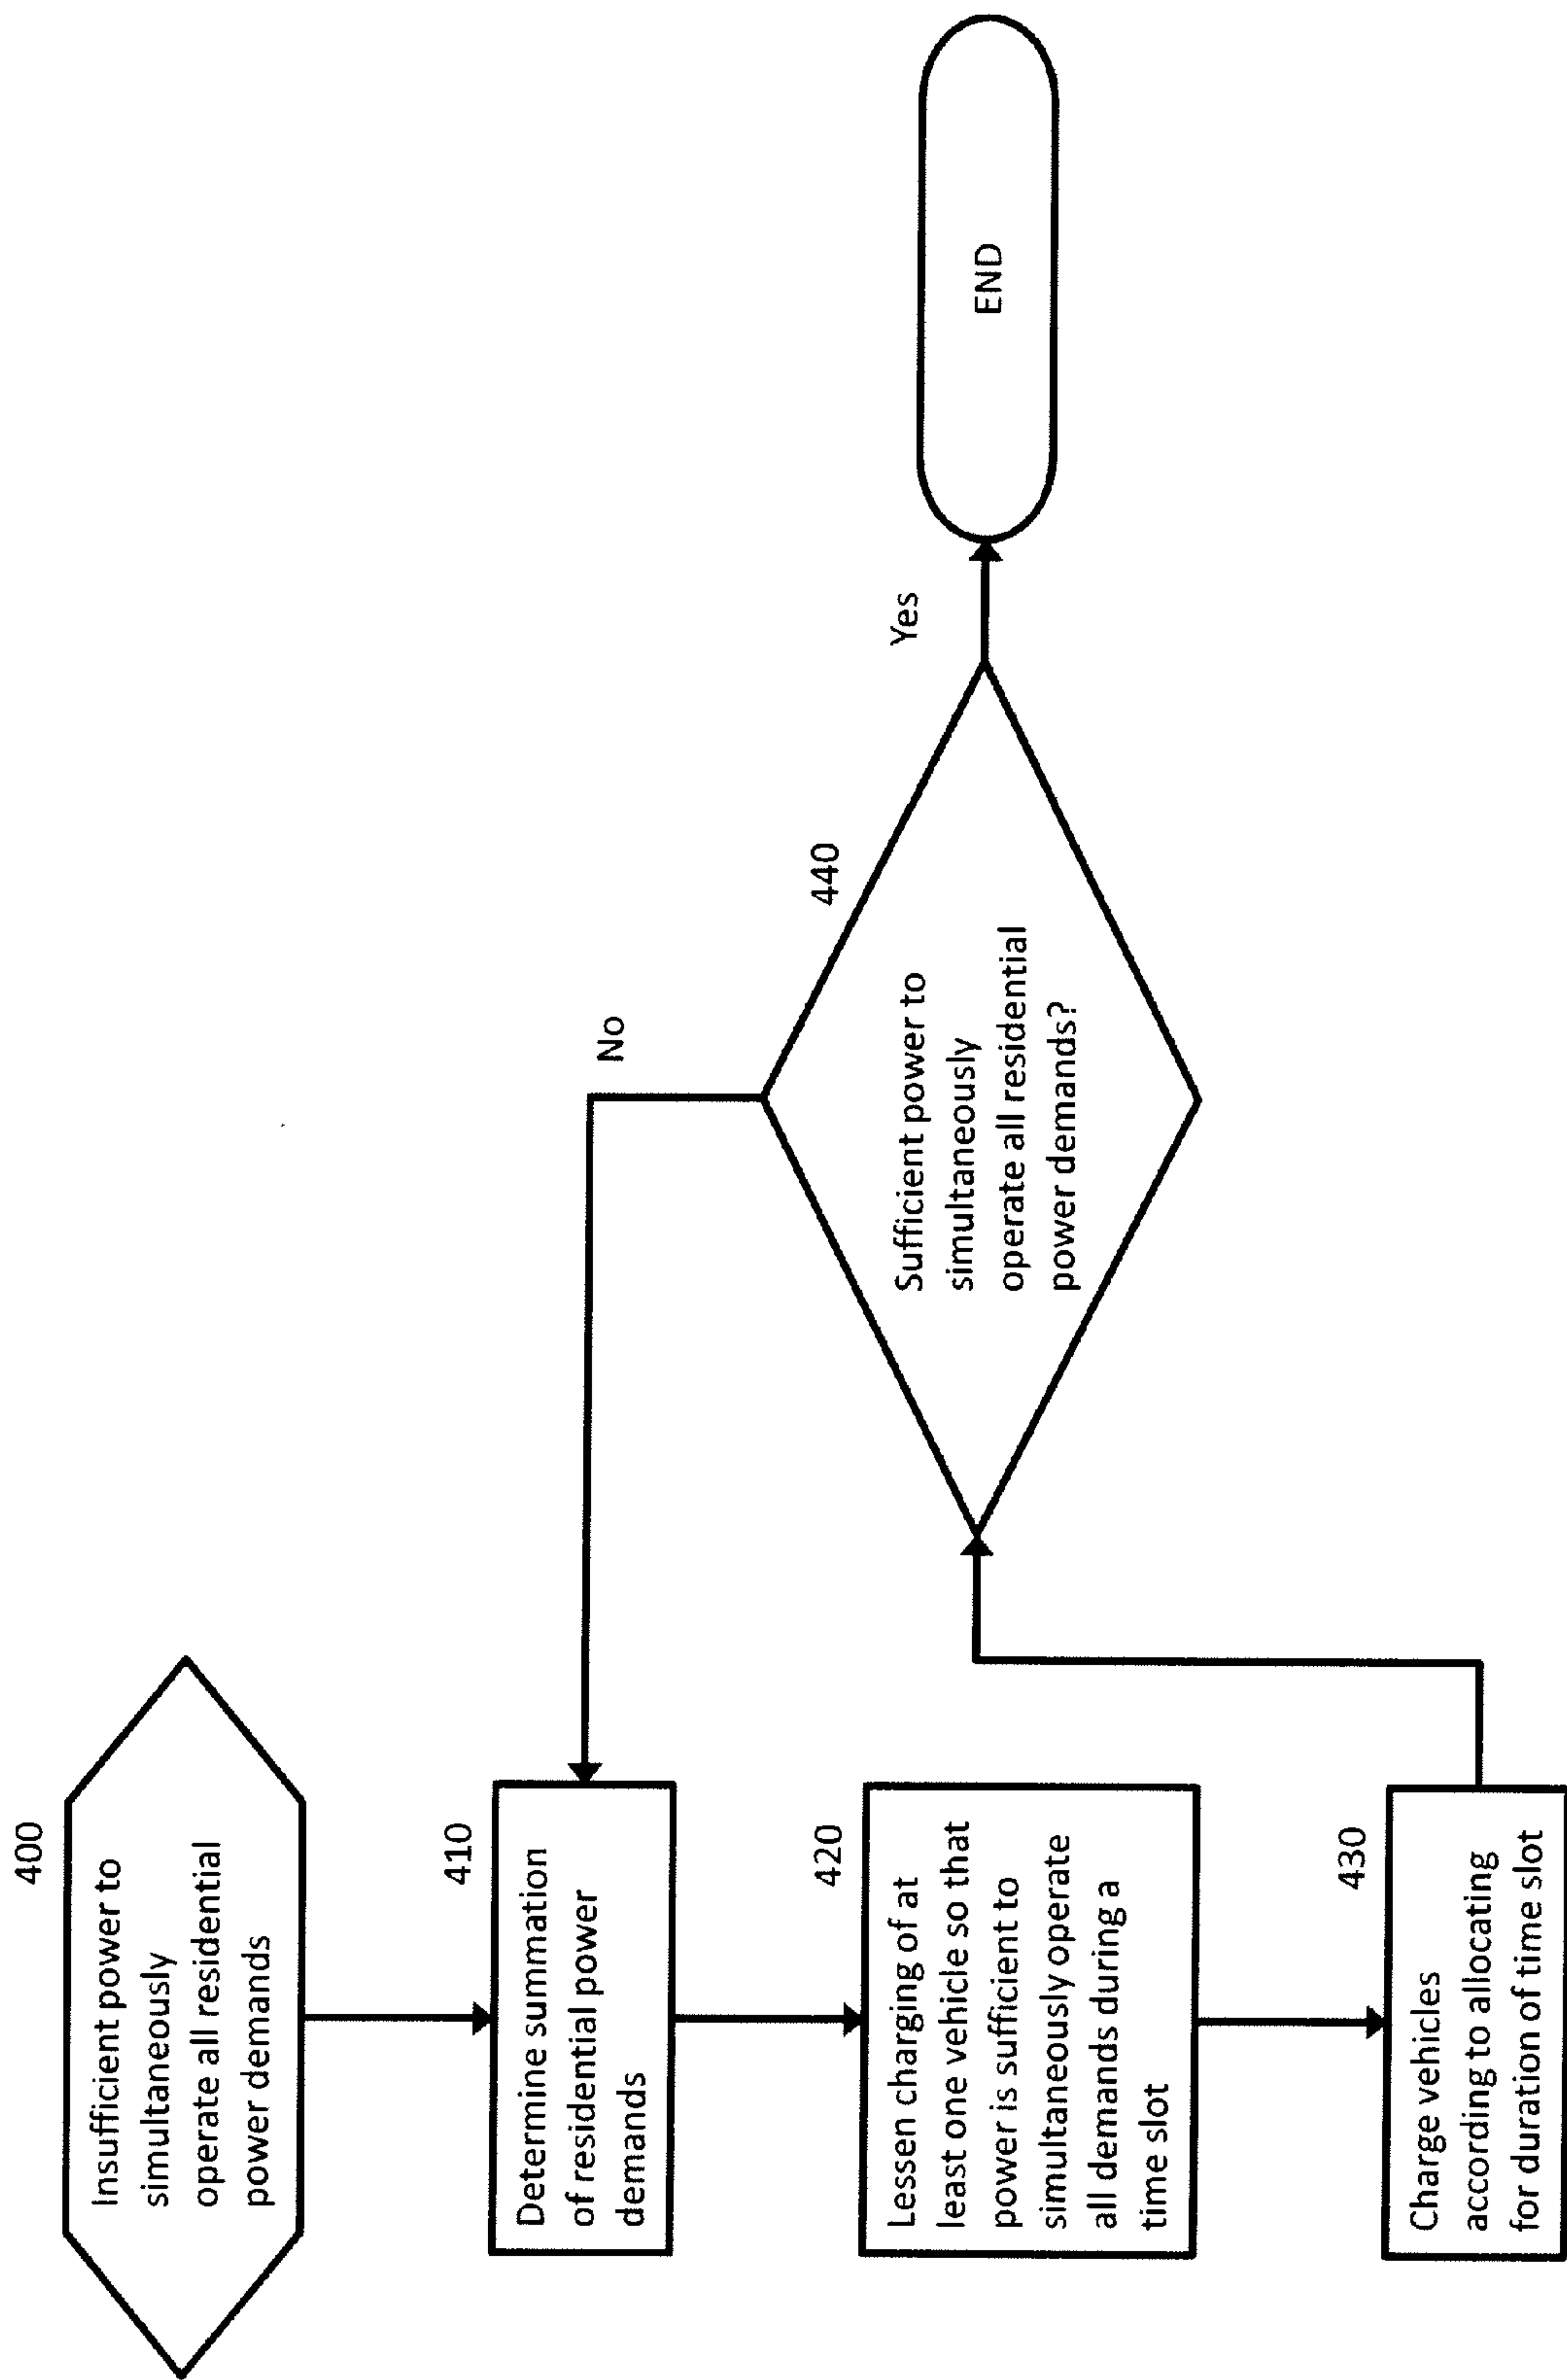 400
Insufficient power to
simultaneously
operate all residential
power demands
410
Determine summation
of residential power
demands
420
Lessen charging of at
least one vehicle so that
power is sufficient to
simultaneously operate
all demands during a
time slot
430
Charge vehicles
according to allocating
for duration of time slot
440
Sufficient power to
simultaneously
operate all residential
power demands?
No
Yes
END